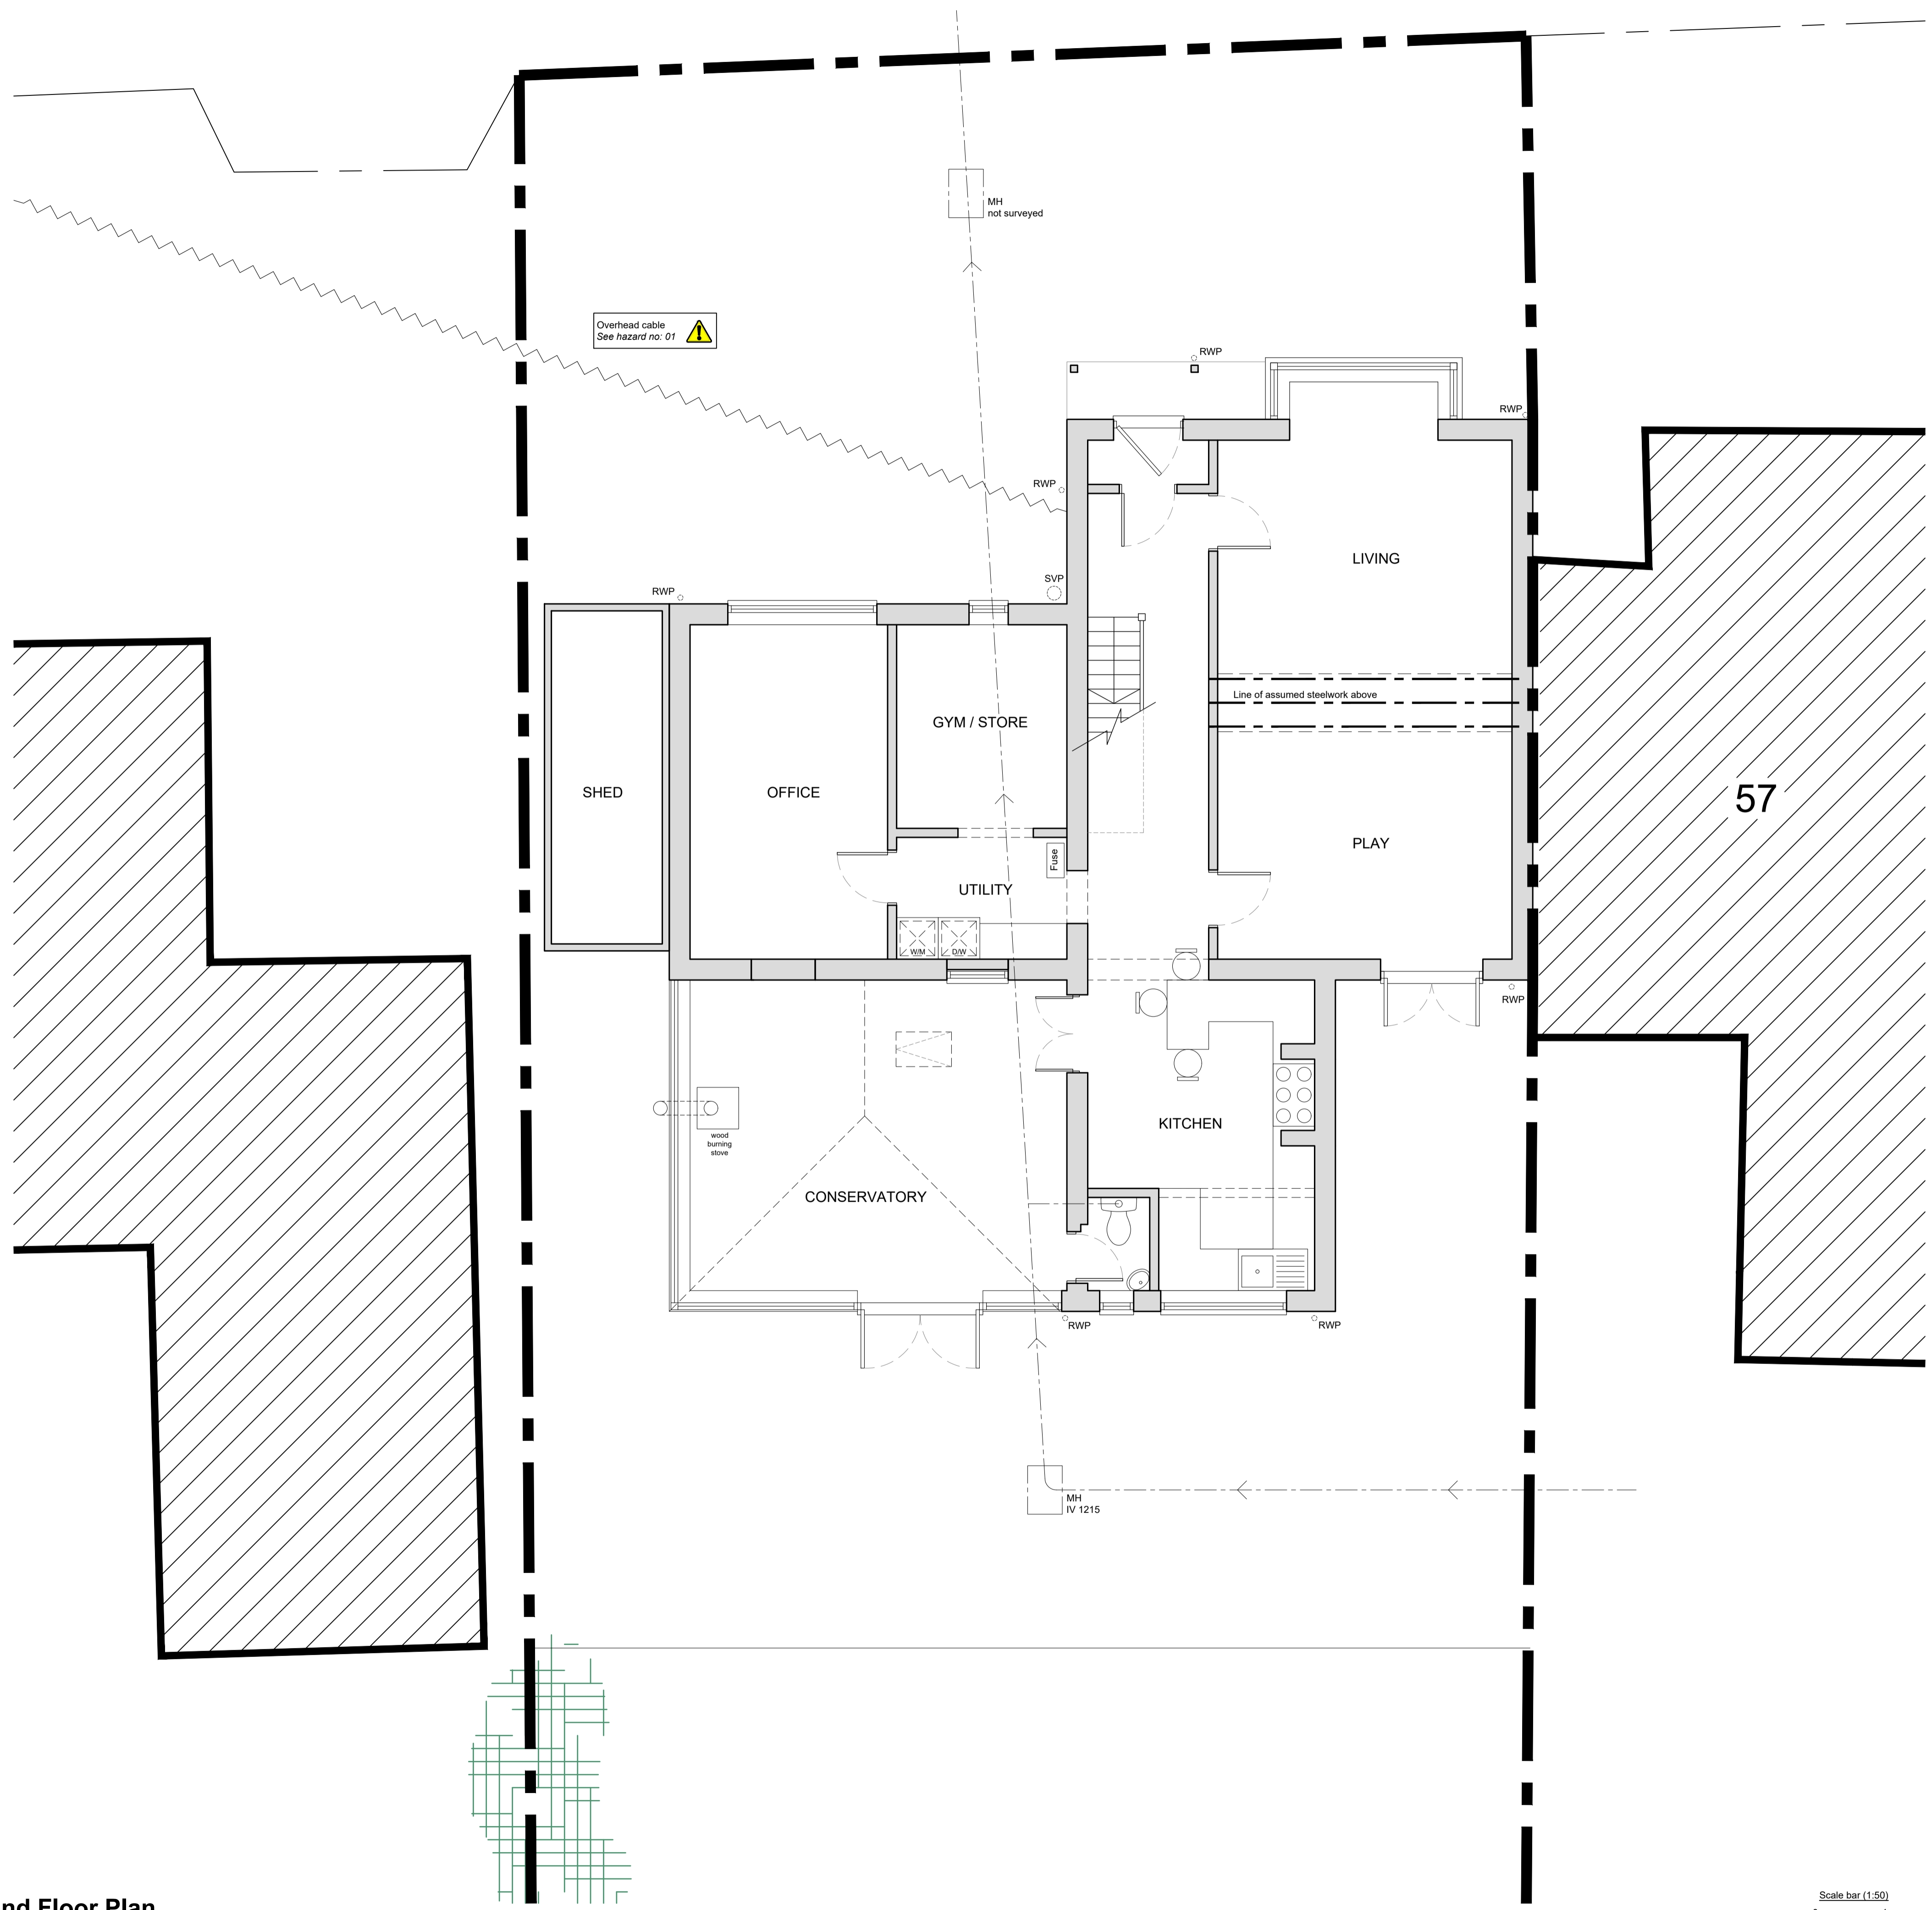 MH
not surveyed
Overhead cable
See hazard no: 01
RWP
RWP
RWP
LIVING
SVP
RWP
Line of assumed steelwork above
GYM / STORE
SHED
OFFICE
57
PLAY
Fuse
UTILITY
W/M
D/W
RWP
KITCHEN
wood
burning
stove
CONSERVATORY
RWP
RWP
MH
IV 1215
Floor Plan
Scale bar (1:50)